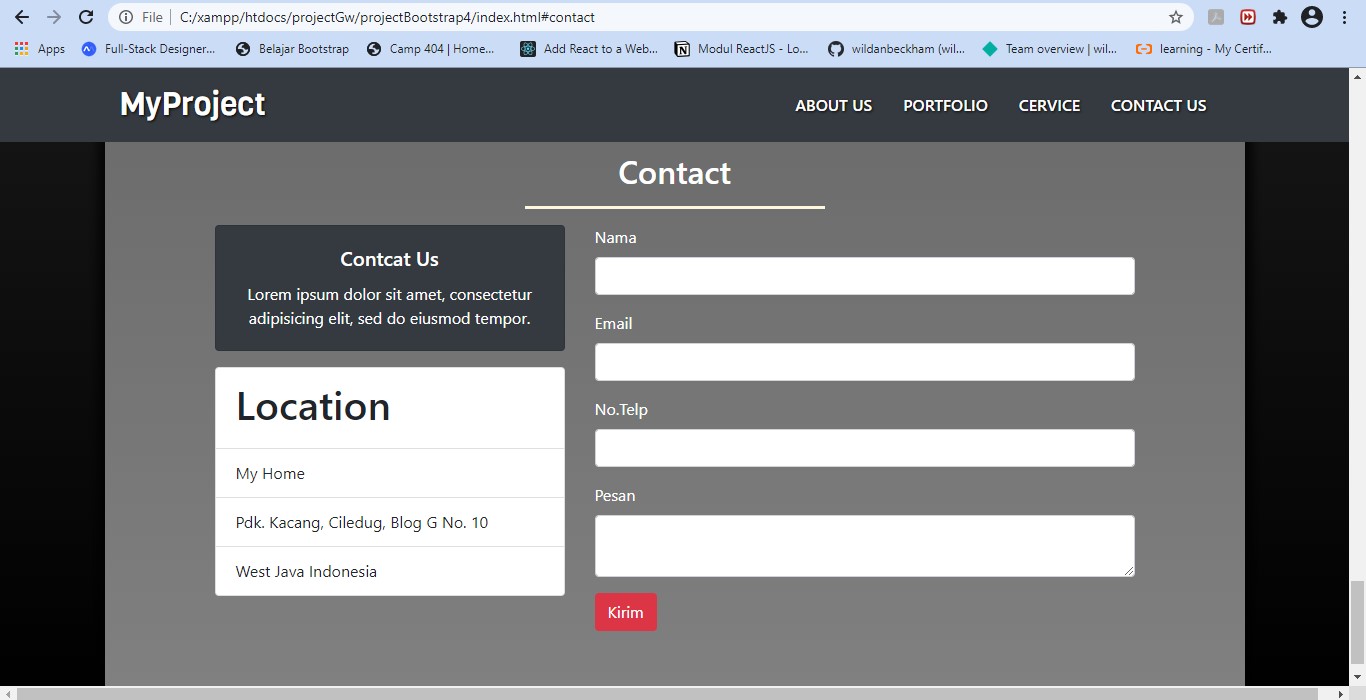 File C:/xampp/htdocs/projectGw/projectBootstrap4/index.html#contact
Apps Full-Stack Designer... Belajar Bootstrap Camp 404 | Home... Add React to a Web... Modul ReactJS - Lo... wildanbeckham (wil... Team overview | wil... learning - My Certif...
MyProject ABOUT US PORTFOLIO CERVICE CONTACT US
Contact
Contcat Us
Lorem ipsum dolor sit amet, consectetur
adipisicing elit, sed do eiusmod tempor.
Location
My Home
Pdk. Kacang, Ciledug, Blog G No. 10
West Java Indonesia
Nama
Email
No.Telp
Pesan
Kirim